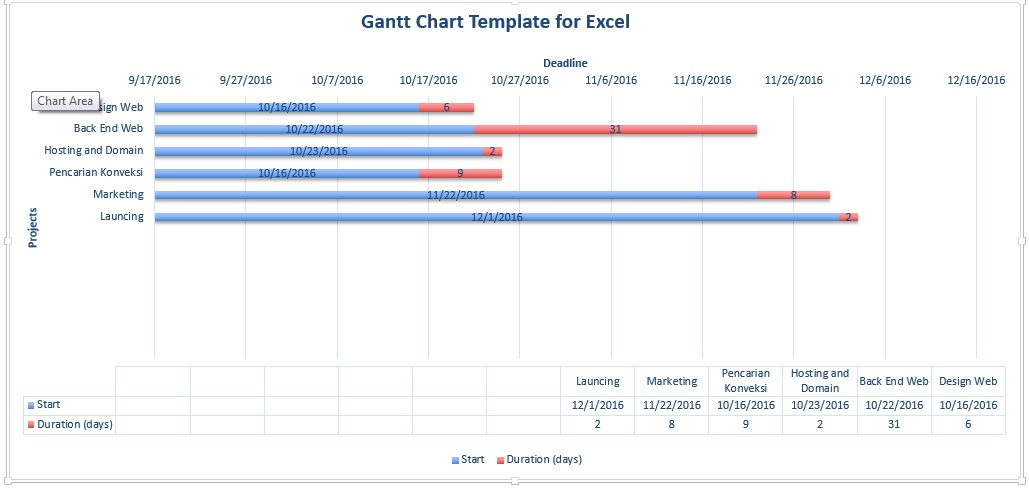 Gantt Chart Template for Excel
Deadline
9/17/2016 9/27/2016 10/7/2016 10/17/2016 10/27/2016 11/6/2016 11/16/2016 11/26/2016 12/6/2016 12/16/2016
Chart Area
sign Web 10/16/2016 6
Back End Web 10/22/2016 31
Hosting and Domain 10/23/2016 2
Pencarian Konveksi 10/16/2016 9
Marketing 11/22/2016 8
Launcing 12/1/2016 2
Projects
Launcing Marketing Pencarian Konveksi Hosting and Domain Back End Web Design Web
Start 12/1/2016 11/22/2016 10/16/2016 10/23/2016 10/22/2016 10/16/2016
Duration (days) 2 8 9 2 31 6
Start Duration (days)